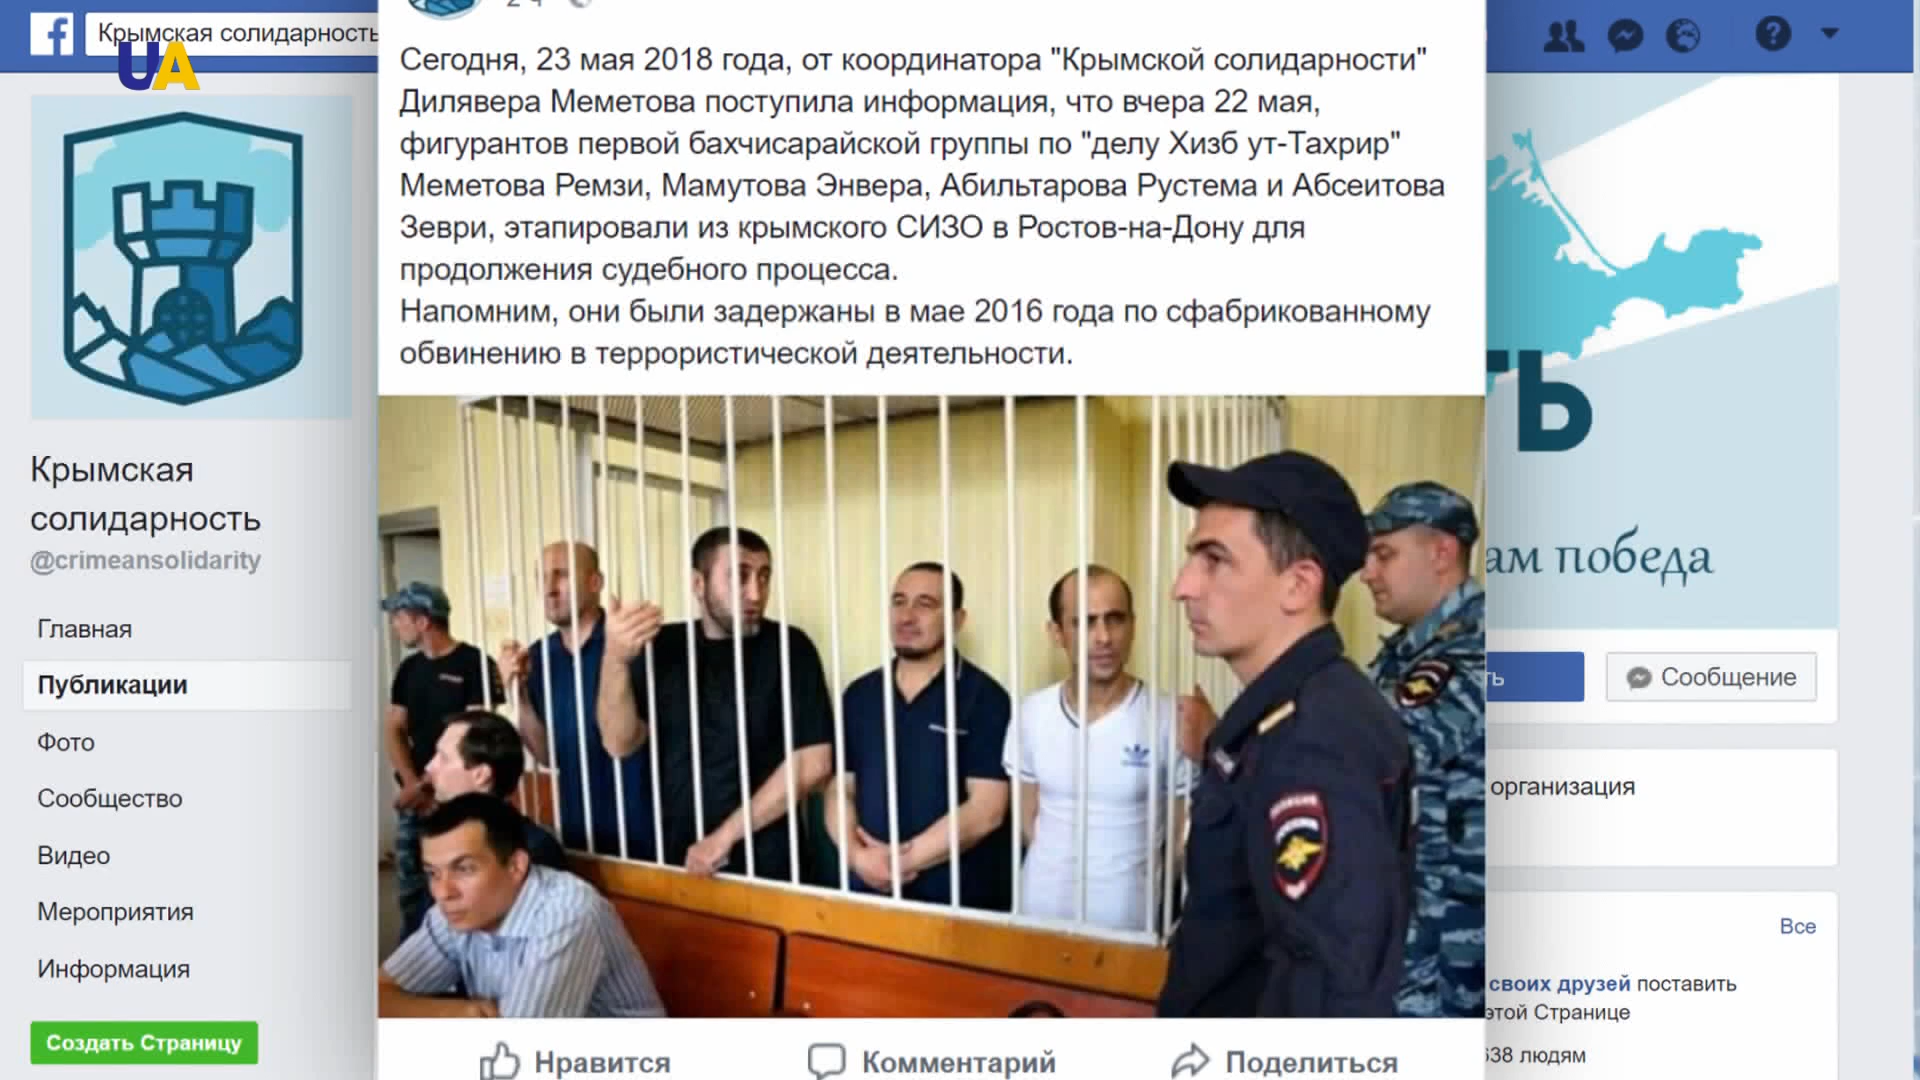 Крымская солидарность
UA
Крымская
солидарность
@crimeansolidarity
Главная
Публикации
Фото
Сообщество
Видео
Мероприятия
Информация
Создать Страницу
Сегодня, 23 мая 2018 года, от координатора "Крымской солидарности"
Дилявера Меметова поступила информация, что вчера 22 мая,
фигурантов первой бахчисарайской группы по "делу Хизб ут-Тахрир"
Меметова Ремзи, Мамутова Энвера, Абильтарова Рустема и Абсеитова
Зеври, этапировали из крымского СИЗО в Ростов-на-Дону для
продолжения судебного процесса.
Напомним, они были задержаны в мае 2016 года по сфабрикованному
обвинению в террористической деятельности.
Нравится
Комментарий
Поделиться
ть
ам победа
ть
Сообщение
организация
Все
своих друзей поставить
этой Странице
638 людям